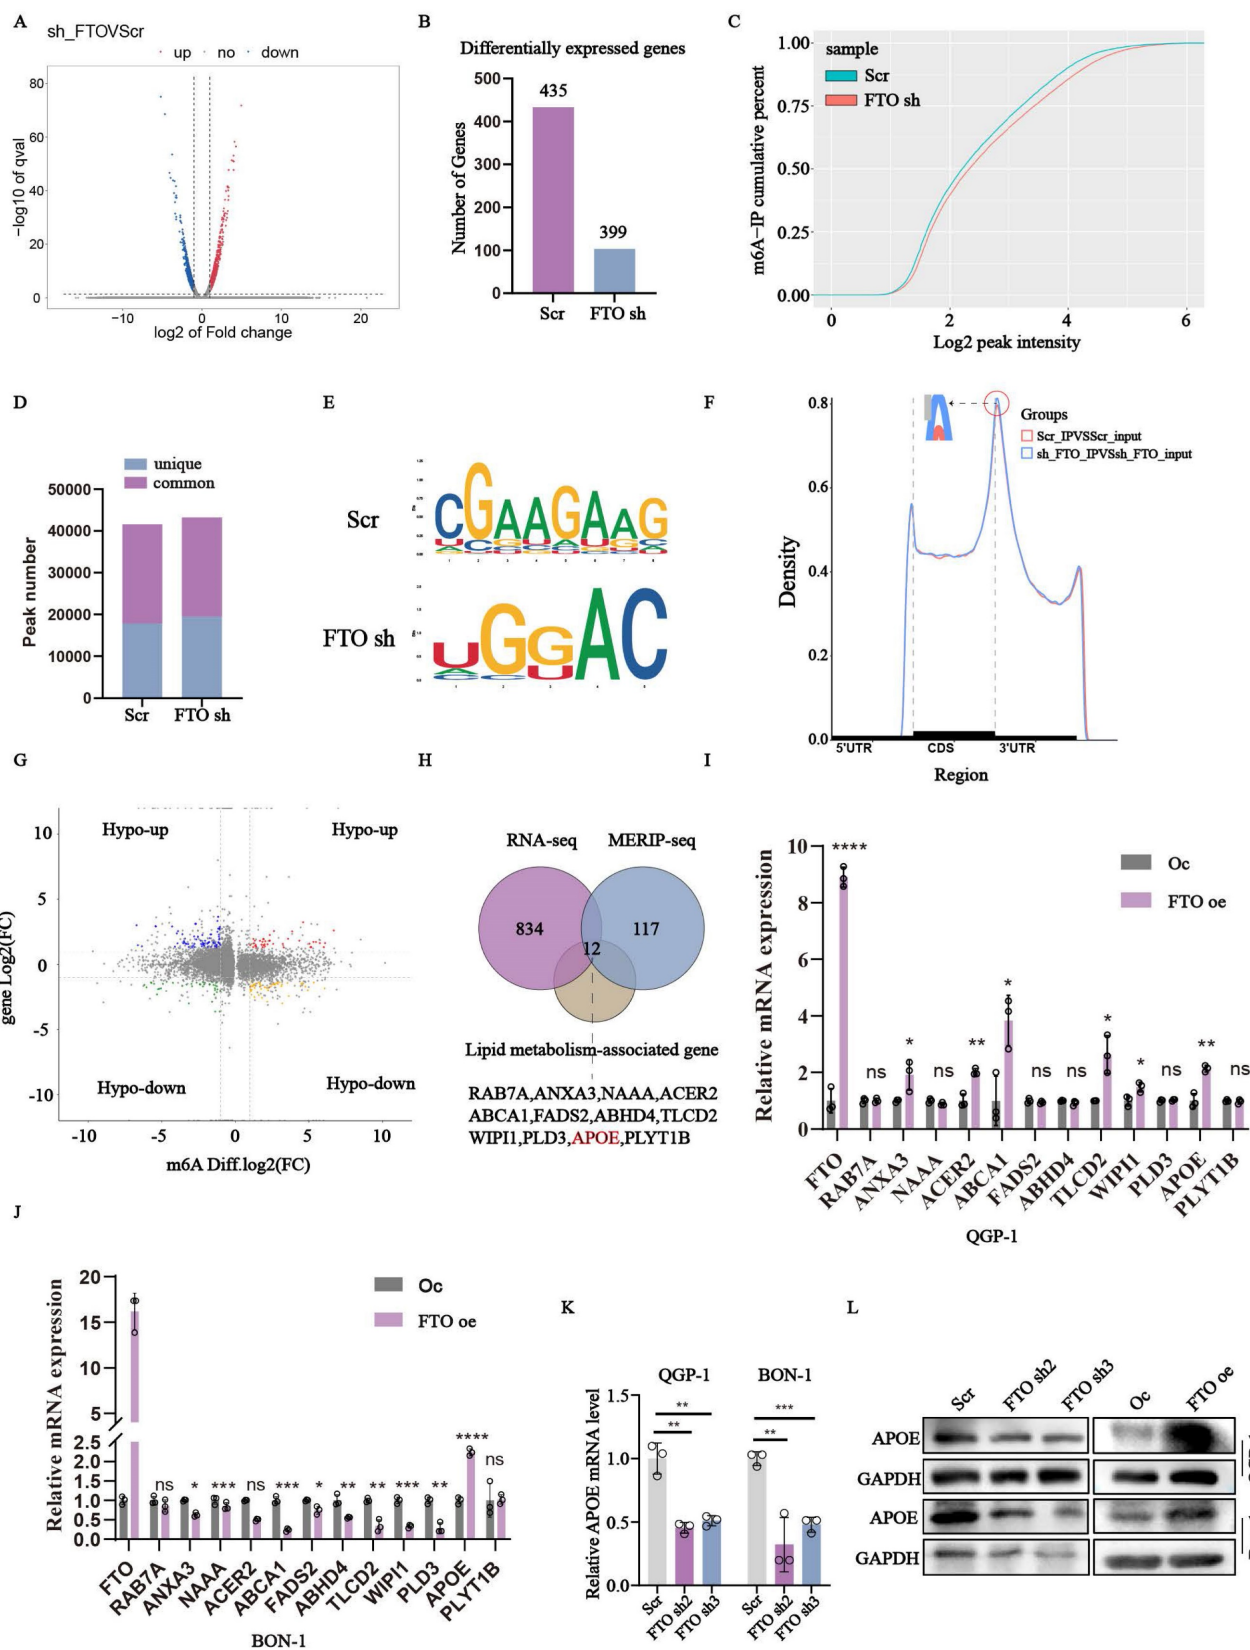 A
sh_FTOVScr
up no down
80
60
40
20
0
−log10 of qval
−10 0 10 20
log2 of Fold change
B
Differentially expressed genes
500
400
300
200
100
0
Number of Genes
435
399
Scr FTO sh
C
sample
Scr
FTO sh
1.00
0.75
0.50
0.25
0.00
m6A−IP cumulative percent
0 2 4 6
Log2 peak intensity
D
unique
common
50000
40000
30000
20000
10000
0
Peak number
Scr FTO sh
E
Scr
CGAAGAAG
FTO sh
UGGAC
F
0.8
0.6
0.4
0.2
0.0
Density
A
Groups
Scr_IPVSScr_input
sh_FTO_IPVSsh_FTO_input
5'UTR CDS 3'UTR
Region
G
Hypo-up Hypo-up
10
5
0
-5
-10
gene Log2(FC)
Hypo-down Hypo-down
-10 -5 0 5 10
m6A Diff.log2(FC)
H
RNA-seq MERIP-seq
834 12 117
Lipid metabolism-associated gene
RAB7A,ANXA3,NAAA,ACER2
ABCA1,FADS2,ABHD4,TLCD2
WIPI1,PLD3,APOE,PLYT1B
I
Oc
FTO oe
10
8
6
4
2
0
Relative mRNA expression
**** ns * ns ** * ns ns * * ns ** ns
FTO RAB7A ANXA3 NAAA ACER2 ABCA1 FADS2 ABHD4 TLCD2 WIPI1 PLD3 APOE PLYT1B
QGP-1
J
Oc
FTO oe
20
15
10
5
2.5
2.0
1.5
1.0
0.5
0.0
Relative mRNA expression
ns * *** ns *** * ** ** *** ** **** ns
FTO RAB7A ANXA3 NAAA ACER2 ABCA1 FADS2 ABHD4 TLCD2 WIPI1 PLD3 APOE PLYT1B
BON-1
K
QGP-1 BON-1
1.5
1.0
0.5
0.0
Relative APOE mRNA level
** ***
** **
Scr FTO sh2 FTO sh3 Scr FTO sh2 FTO sh3
L
Scr FTO sh2 FTO sh3 Oc FTO oe
APOE
GAPDH
APOE
GAPDH